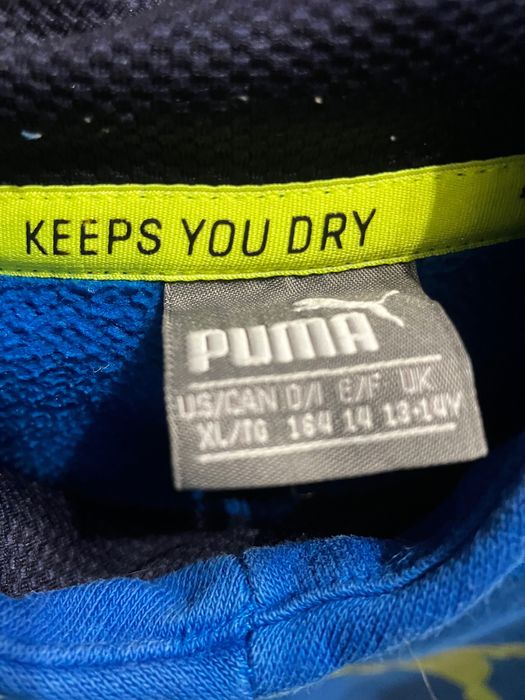 KEEPS YOU DRY
PUMA
US/CAN D/I E/F UK
XL/TG 164 14 13-14Y